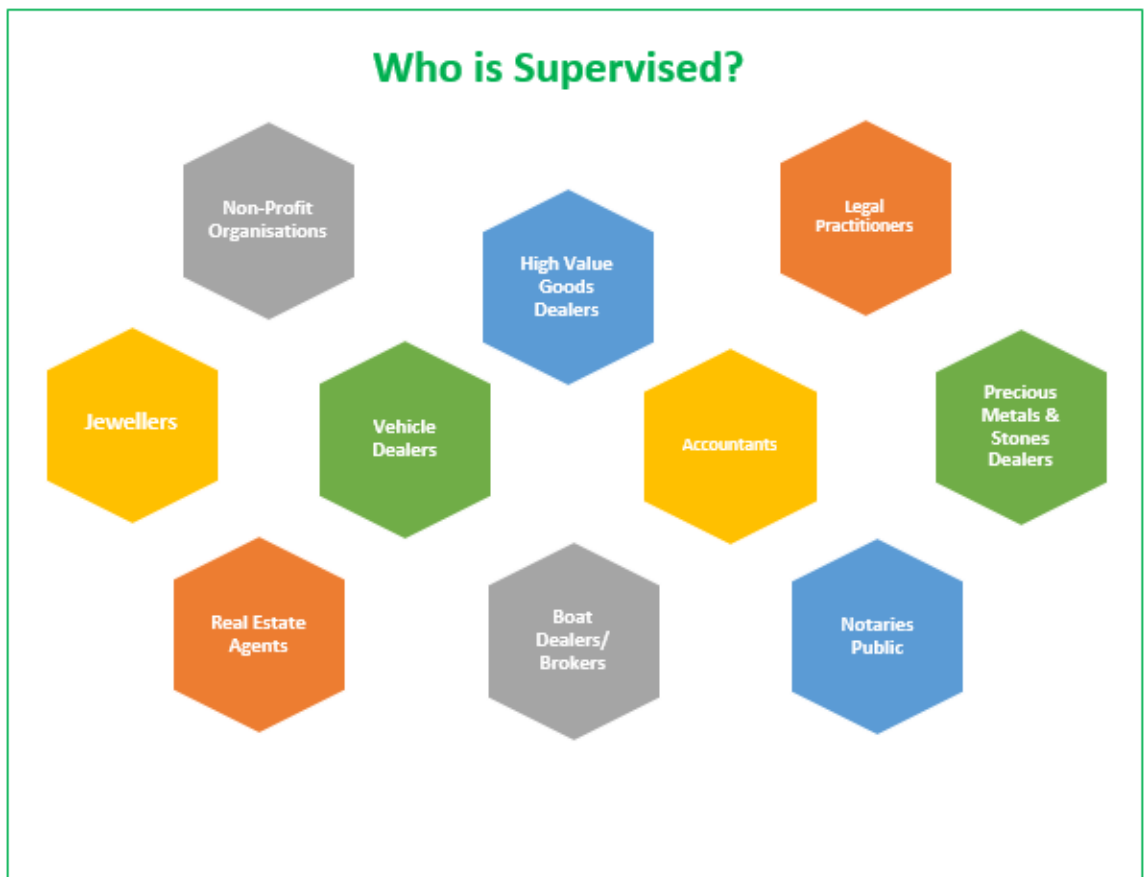 Who is Supervised?
Non-Profit
Organisations
High Value
Goods
Dealers
Legal
Practitioners
Jewellers
Vehicle
Dealers
Accountants
Precious
Metals &
Stones
Dealers
Real Estate
Agents
Boat
Dealers/
Brokers
Notaries
Public